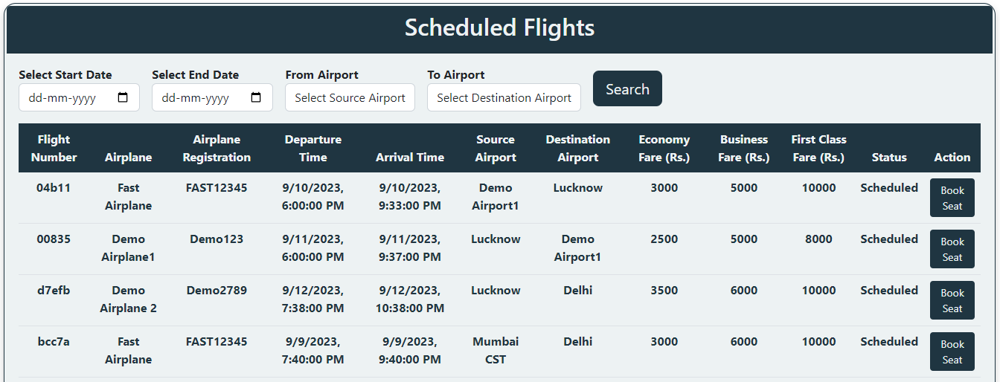 Scheduled Flights
Select Start Date Select End Date From Airport To Airport
dd-mm-yyyy dd-mm-yyyy Select Source Airport Select Destination Airport Search
Flight Airplane Departure Source Destination Economy Business First Class
Number Airplane Registration Time Arrival Time Airport Airport Fare (Rs.) Fare (Rs.) Fare (Rs.) Status Action
04b11 Fast FAST12345 9/10/2023, 9/10/2023, Demo Lucknow 3000 5000 10000 Scheduled Book
Airplane 6:00:00 PM 9:33:00 PM Airport1 Seat
00835 Demo Demo123 9/11/2023, 9/11/2023, Lucknow Demo 2500 5000 8000 Scheduled Book
Airplane1 6:00:00 PM 9:37:00 PM Airport1 Seat
d7efb Demo Demo2789 9/12/2023, 9/12/2023, Lucknow Delhi 3500 6000 10000 Scheduled Book
Airplane 2 7:38:00 PM 10:38:00 PM Seat
bcc7a Fast FAST12345 9/9/2023, 9/9/2023, Mumbai Delhi 3000 6000 10000 Scheduled Book
Airplane 7:40:00 PM 9:40:00 PM CST Seat